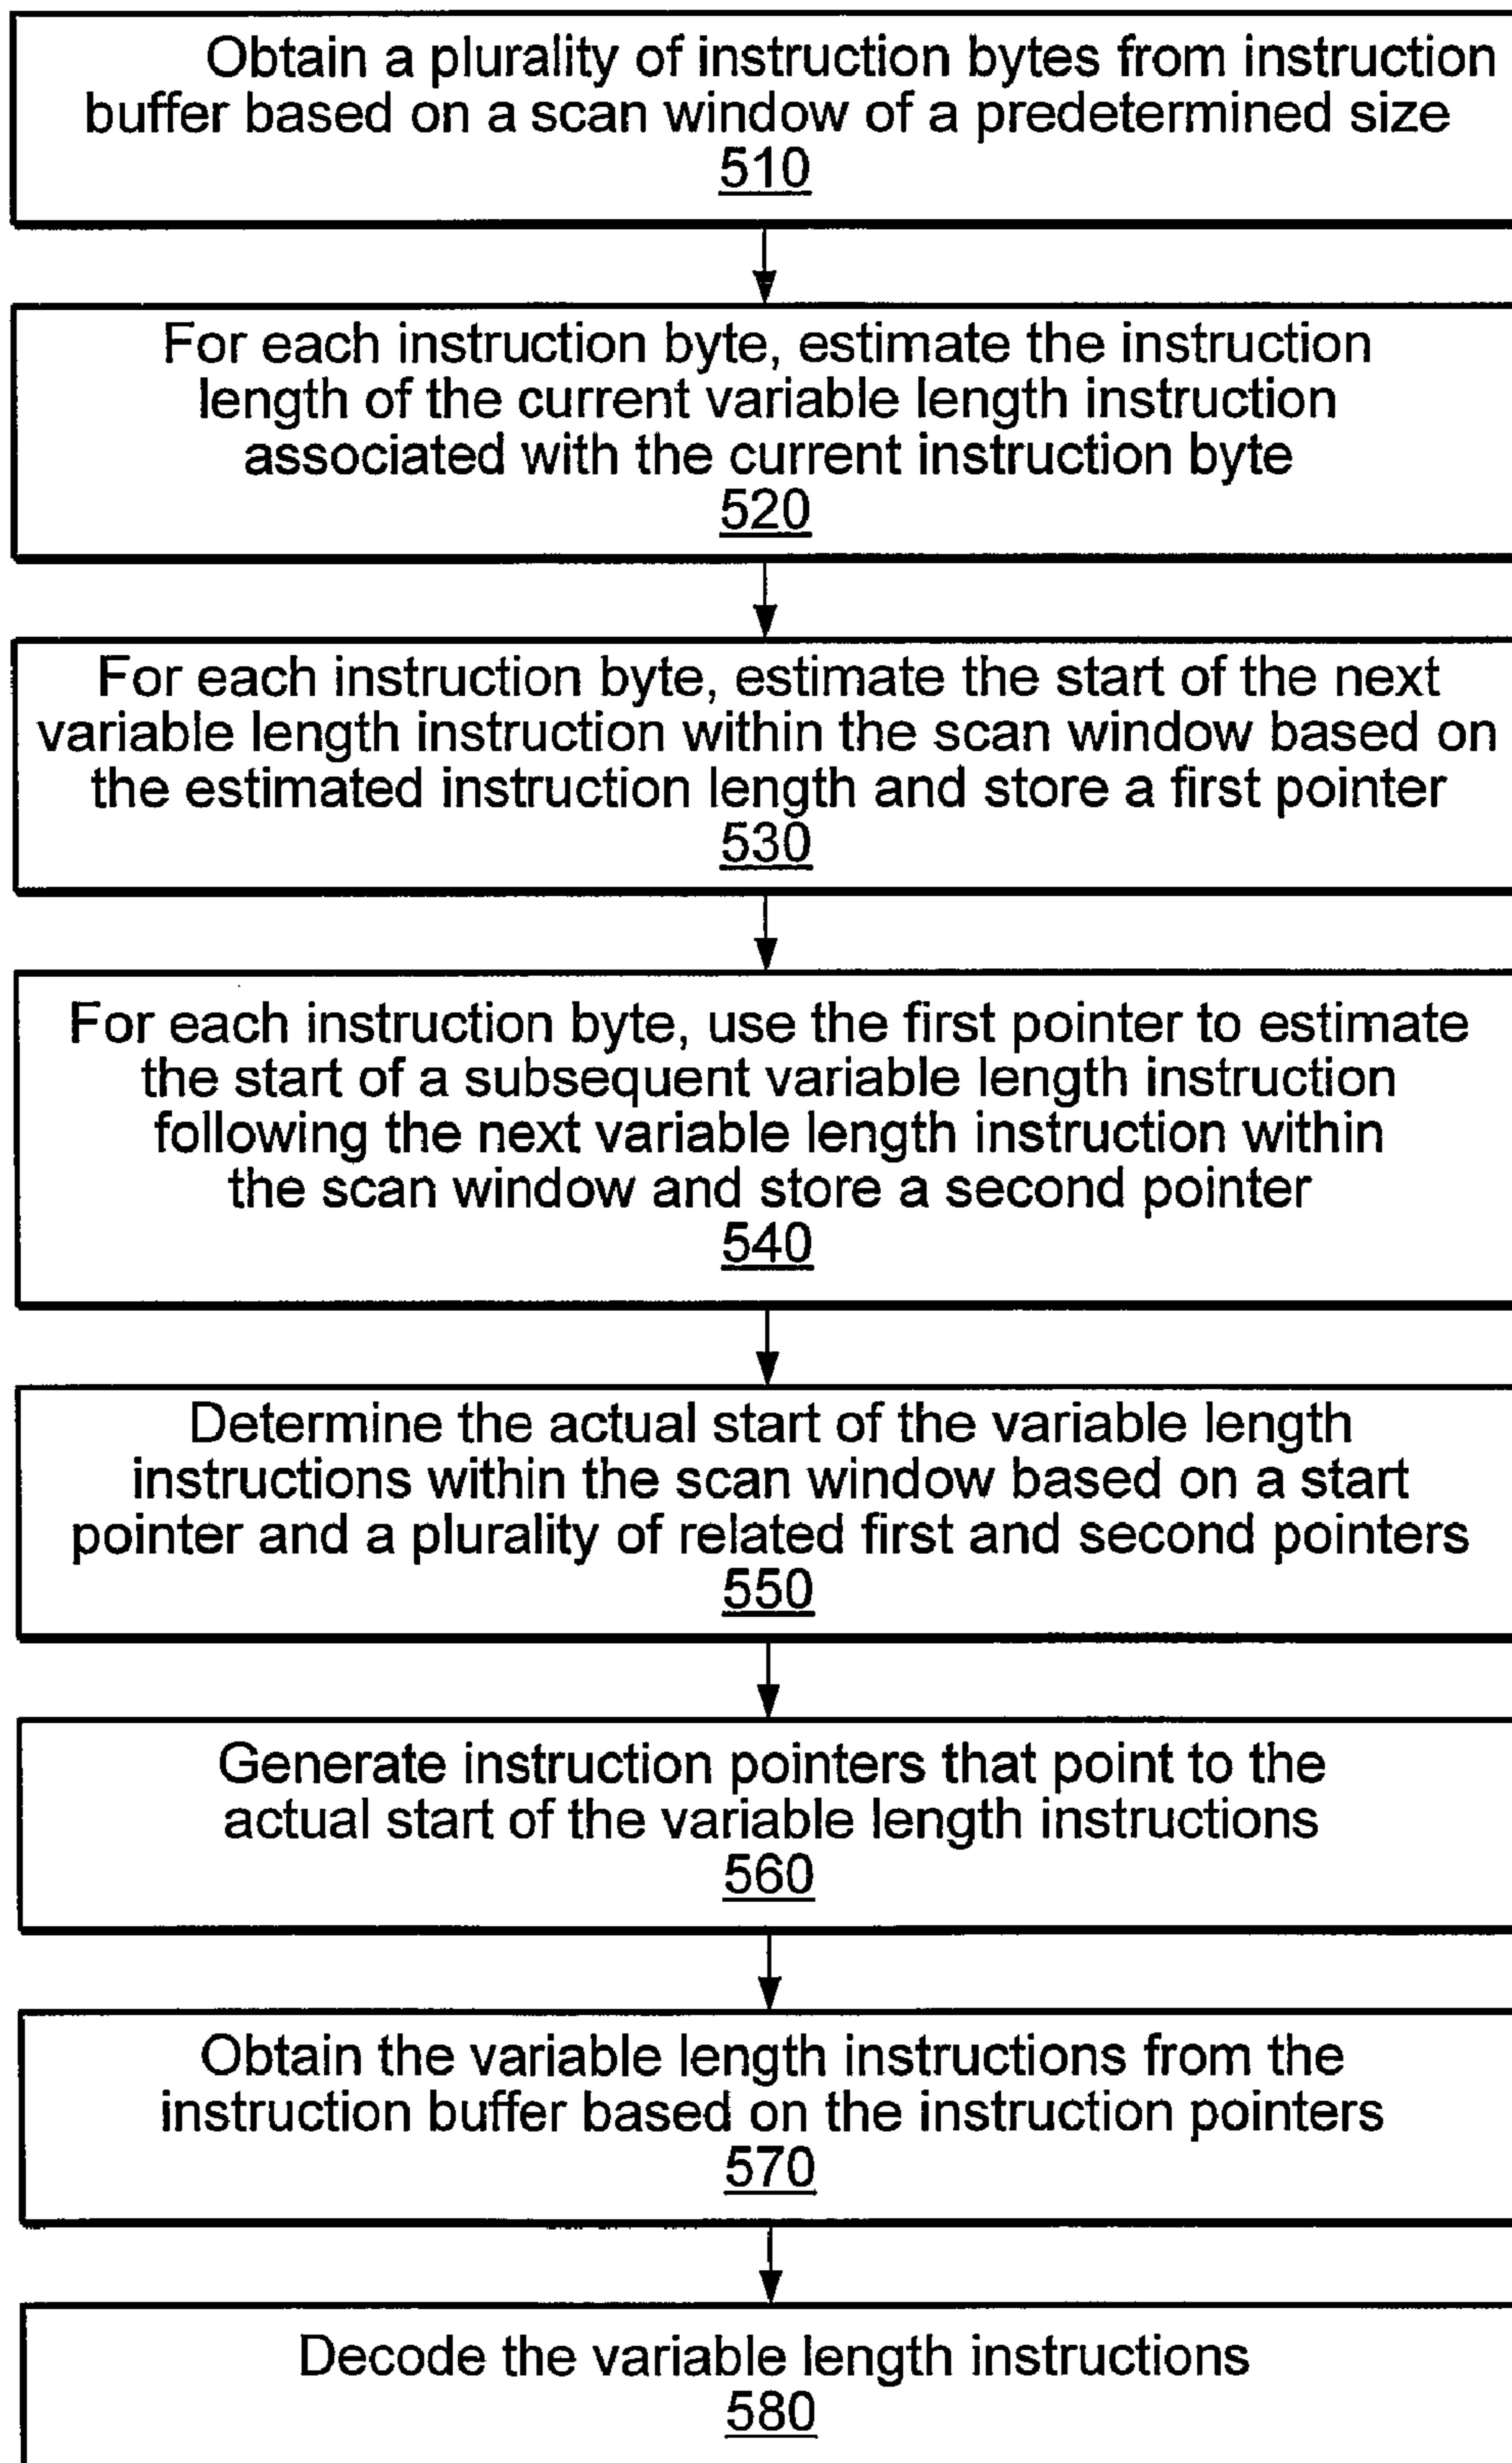 Obtain a plurality of instruction bytes from instruction
buffer based on a scan window of a predetermined size
510
For each instruction byte, estimate the instruction
length of the current variable length instruction
associated with the current instruction byte
520
For each instruction byte, estimate the start of the next
variable length instruction within the scan window based on
the estimated instruction length and store a first pointer
530
For each instruction byte, use the first pointer to estimate
the start of a subsequent variable length instruction
following the next variable length instruction within
the scan window and store a second pointer
540
Determine the actual start of the variable length
instructions within the scan window based on a start
pointer and a plurality of related first and second pointers
550
Generate instruction pointers that point to the
actual start of the variable length instructions
560
Obtain the variable length instructions from the
instruction buffer based on the instruction pointers
570
Decode the variable length instructions
580